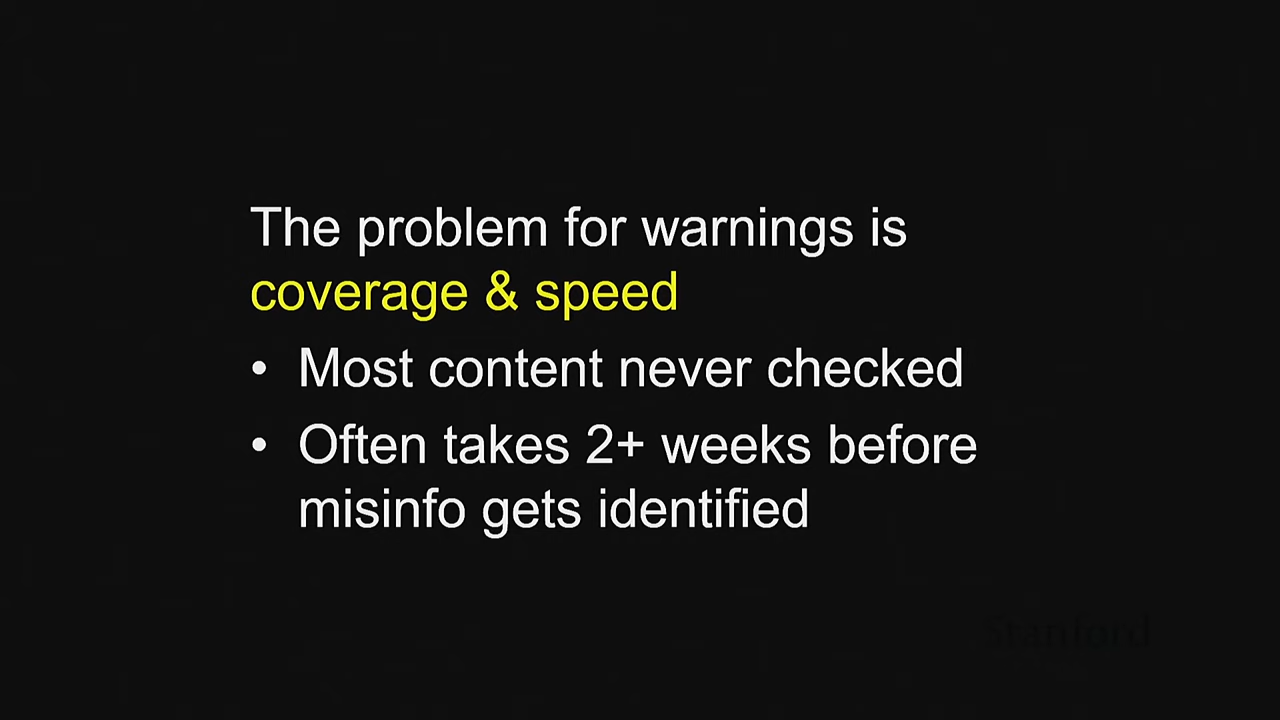 The problem for warnings is
coverage & speed
• Most content never checked
• Often takes 2+ weeks before
misinfo gets identified
Stanford